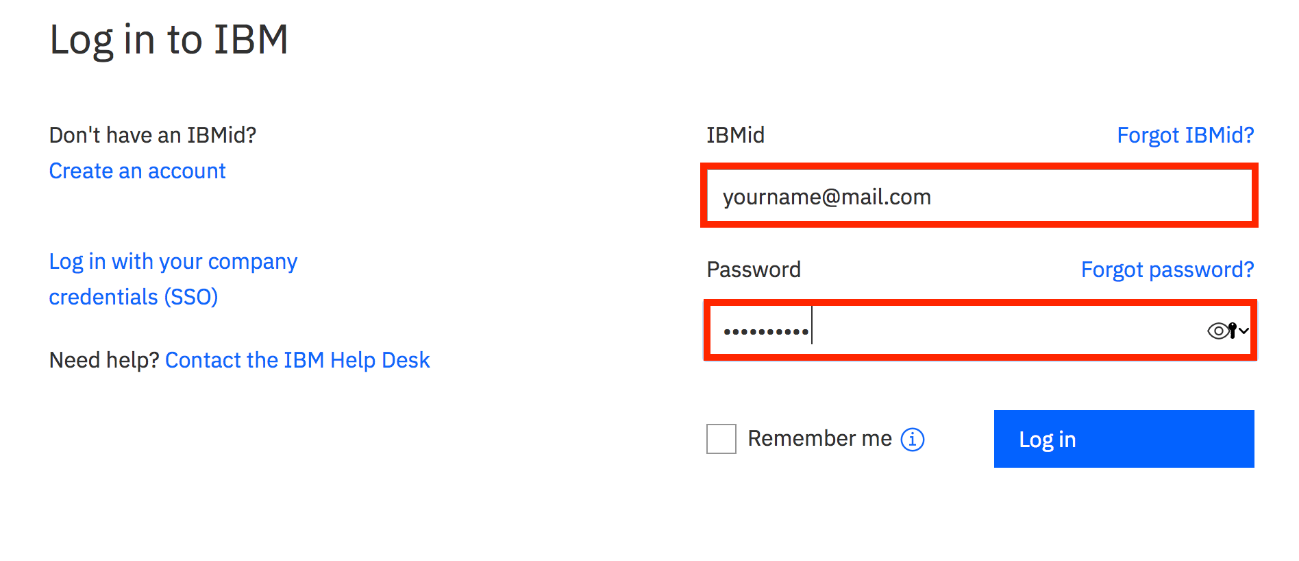 Log in to IBM
Don't have an IBMid?
Create an account
Log in with your company
credentials (SSO)
Need help? Contact the IBM Help Desk
IBMid
Forgot IBMid?
yourname@mail.com
Password
Forgot password?
••••••••••
Remember me
Log in